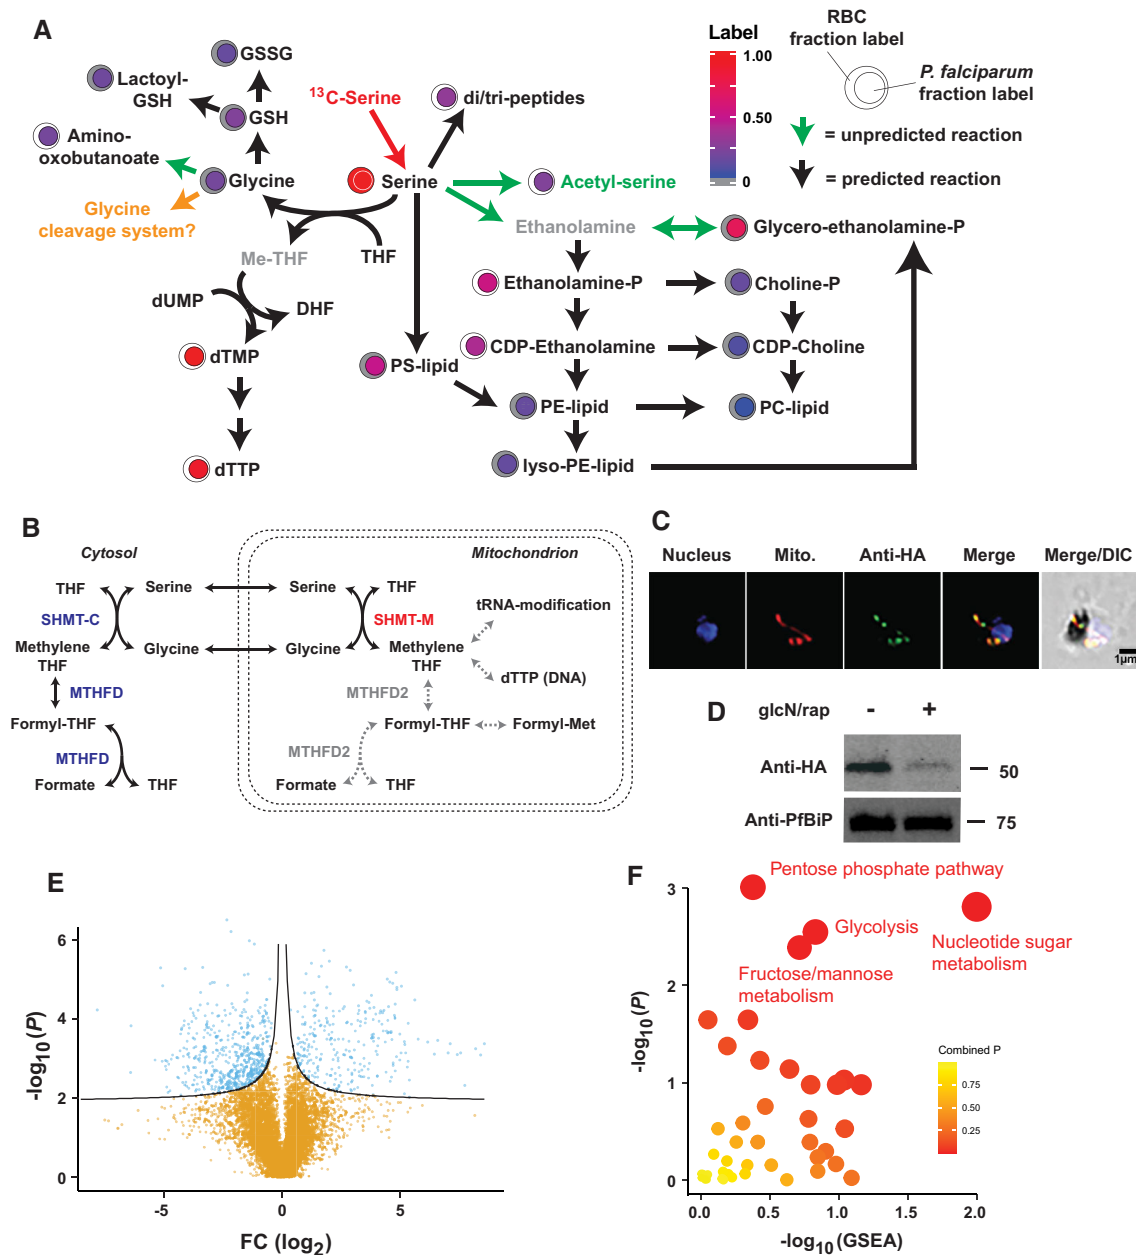 A
GSSG
Lactoyl-
GSH
GSH
Amino-
oxobutanoate
Glycine
Glycine
cleavage system?
13C-Serine
di/tri-peptides
Serine
Acetyl-serine
Ethanolamine
Glycero-ethanolamine-P
Me-THF
THF
dUMP
DHF
Ethanolamine-P
Choline-P
dTMP
PS-lipid
CDP-Ethanolamine
CDP-Choline
PE-lipid
PC-lipid
dTTP
lyso-PE-lipid
Label
1.00
0.50
0
RBC
fraction label
P. falciparum
fraction label
= unpredicted reaction
= predicted reaction
B
Cytosol
Mitochondrion
THF
Serine
Serine
THF
SHMT-C
SHMT-M
tRNA-modification
Methylene
THF
Glycine
Glycine
Methylene
THF
dTTP (DNA)
MTHFD
MTHFD2
Formyl-THF
Formyl-THF
Formyl-Met
MTHFD
MTHFD2
Formate
THF
Formate
THF
C
Nucleus
Mito.
Anti-HA
Merge
Merge/DIC
1µm
D
glcN/rap
-
+
Anti-HA
50
Anti-PfBiP
75
E
-log10(P)
6
4
2
0
-5
0
5
FC (log2)
F
-log10(P)
3
2
1
0
Pentose phosphate pathway
Glycolysis
Nucleotide sugar
metabolism
Fructose/mannose
metabolism
Combined P
0.75
0.50
0.25
0.0
0.5
1.0
1.5
2.0
-log10(GSEA)